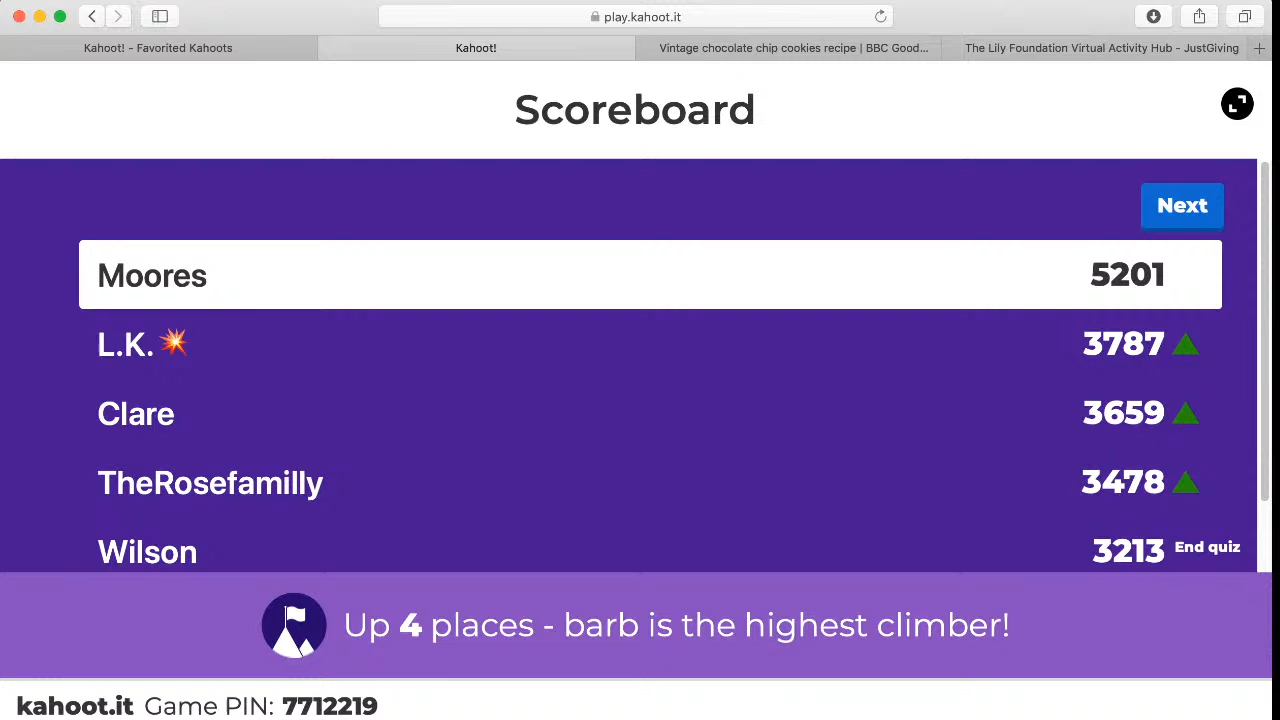 play.kahoot.it
Kahoot! - Favorited Kahoots
Kahoot!
Vintage chocolate chip cookies recipe | BBC Good...
The Lily Foundation Virtual Activity Hub - JustGiving
Scoreboard
Next
Moores 5201
L.K.💥 3787
Clare 3659
TheRosefamilly 3478
Wilson 3213
End quiz
Up 4 places - barb is the highest climber!
kahoot.it Game PIN: 7712219